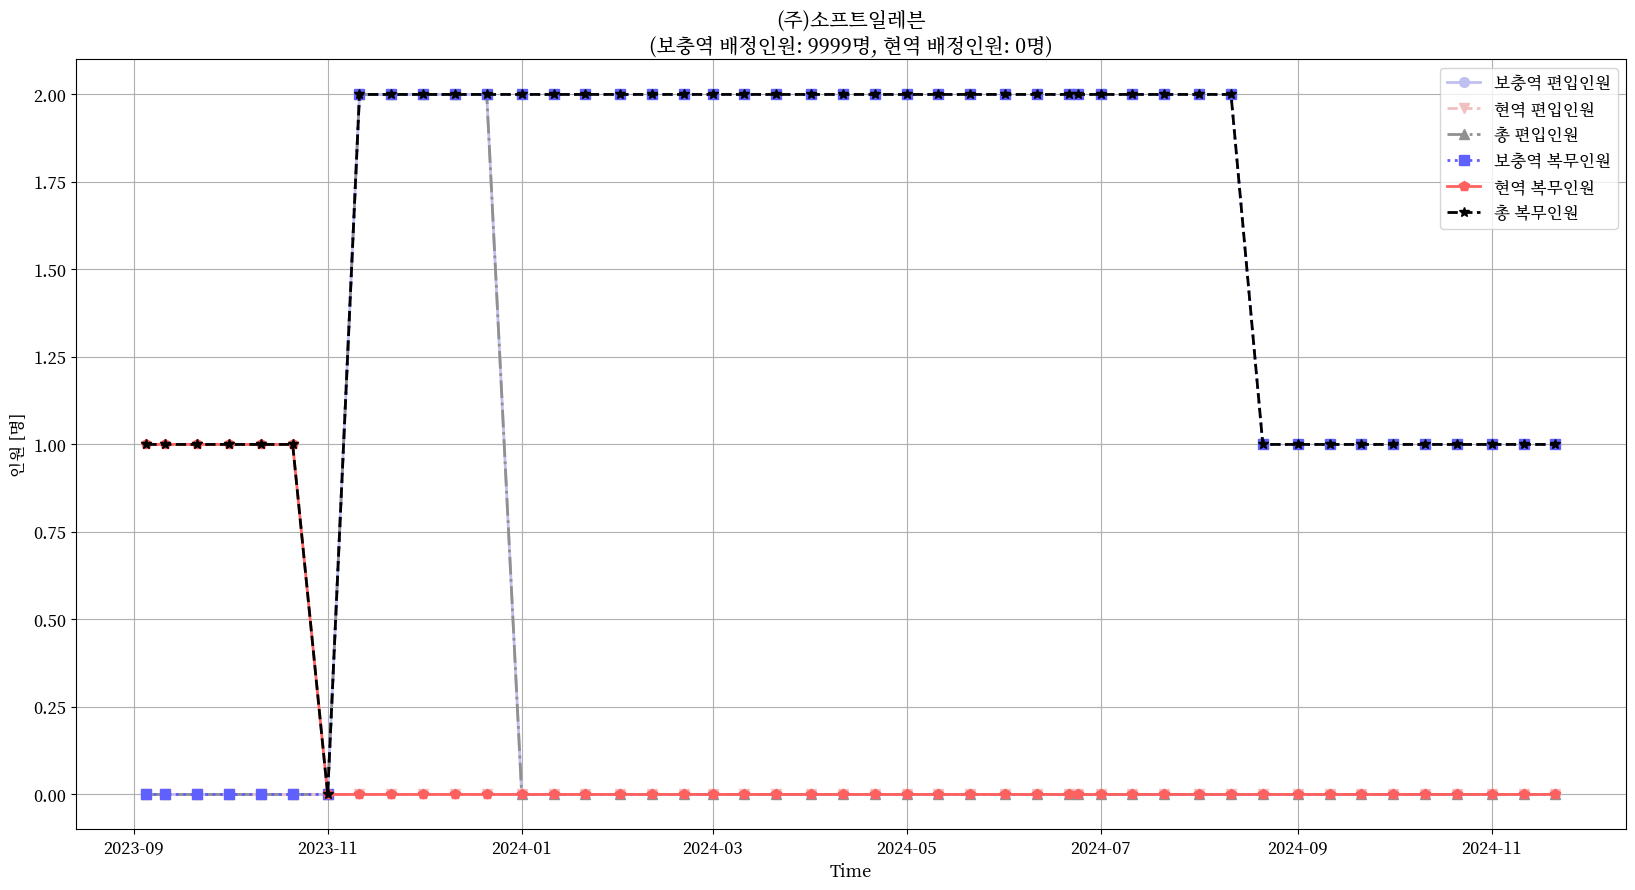 (주)소프트일레븐
(보충역 배정인원: 9999명, 현역 배정인원: 0명)
보충역 편입인원
현역 편입인원
총 편입인원
보충역 복무인원
현역 복무인원
총 복무인원
인원 [명]
2.00
1.75
1.50
1.25
1.00
0.75
0.50
0.25
0.00
2023-09 2023-11 2024-01 2024-03 2024-05 2024-07 2024-09 2024-11
Time